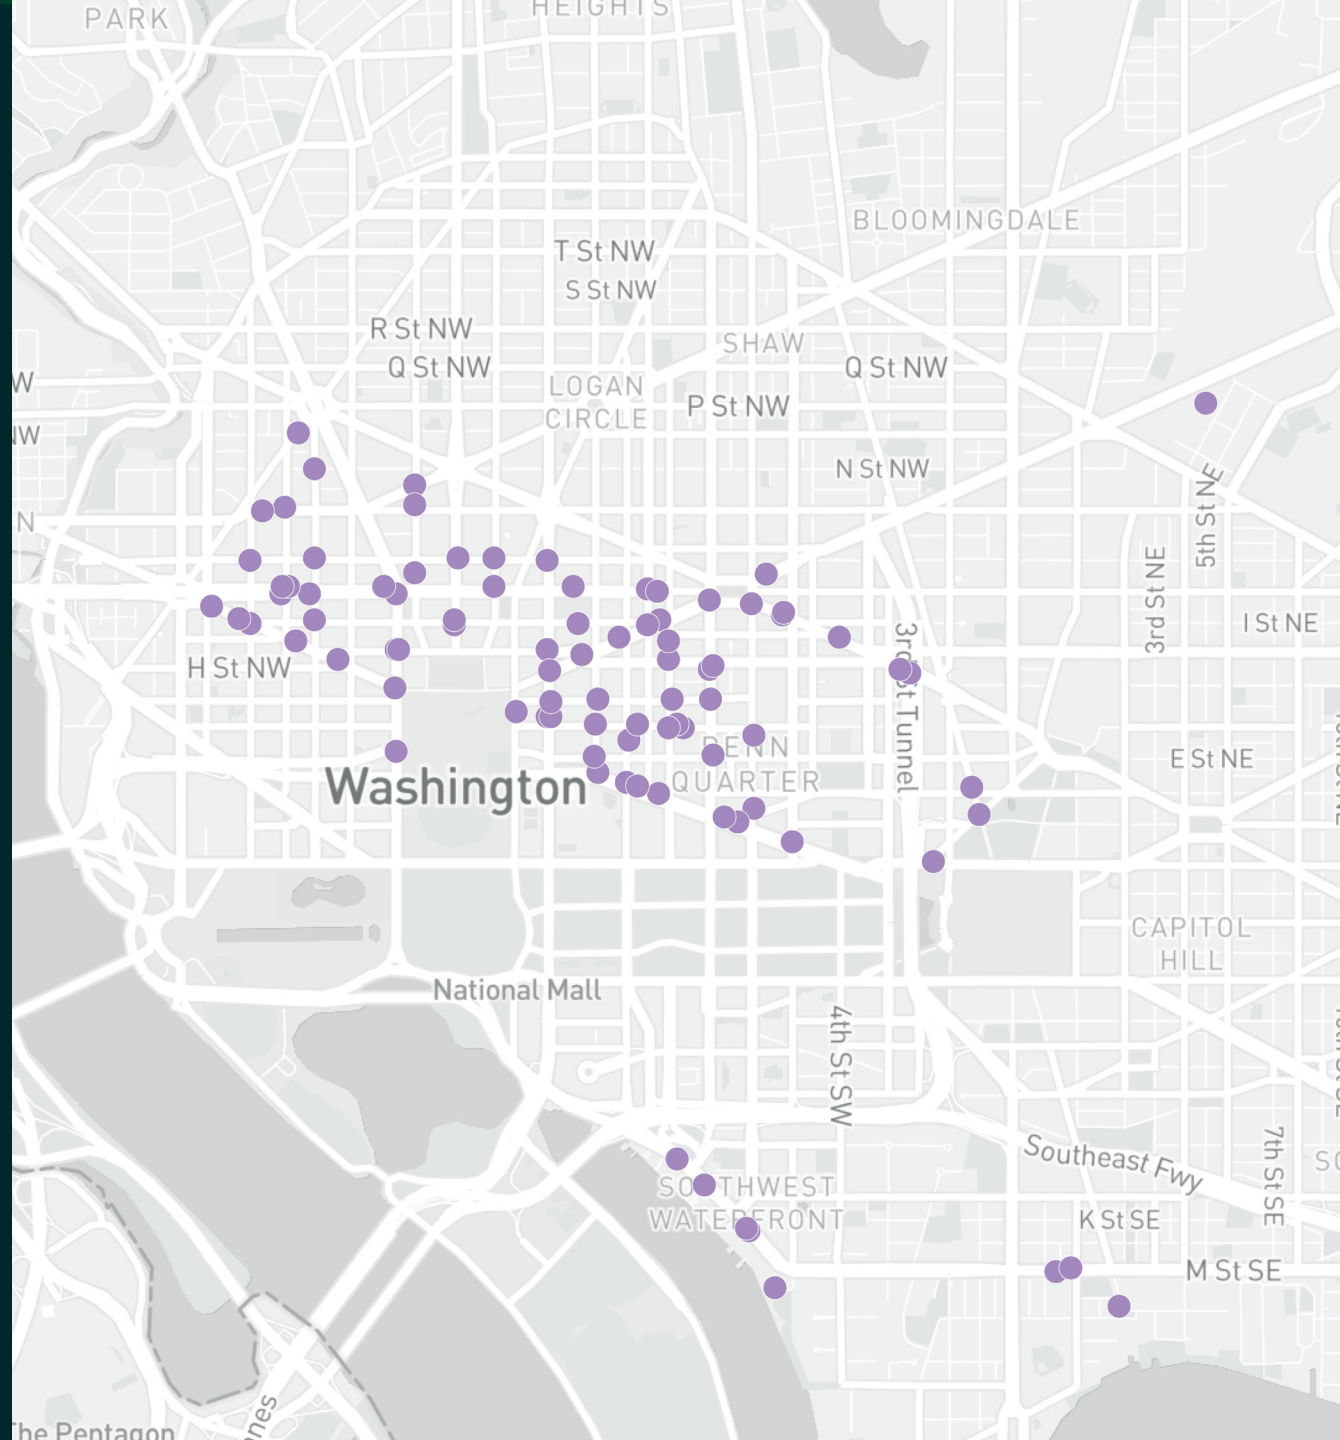 HEIGHTS
PARK
BLOOMINGDALE
T St NW
S St NW
R St NW
SHAW
Q St NW
Q St NW
W
LOGAN
CIRCLE
P St NW
NW
N St NW
N
5th St NE
3rd St NE
I St NE
H St NW
3rd St Tunnel
PENN
QUARTER
E St NE
Washington
CAPITOL
HILL
National Mall
4th St SW
Southeast Fwy
7th St SE
SOUTHWEST
WATERFRONT
K St SE
M St SE
The Pentagon